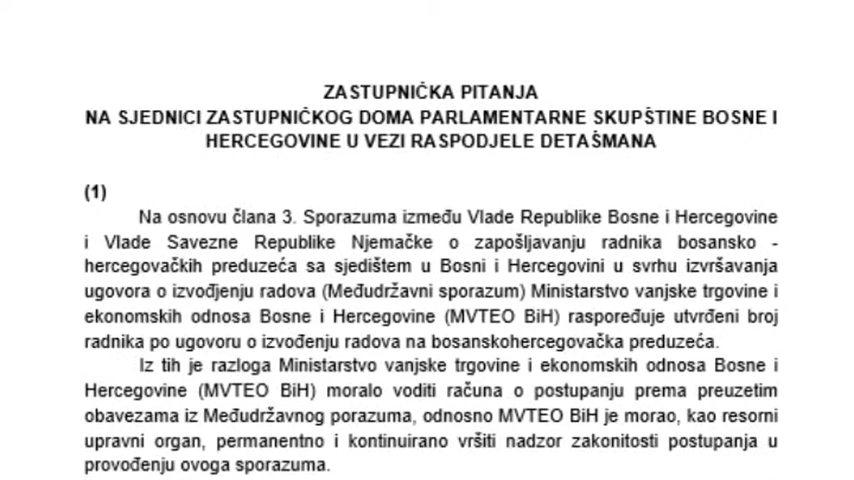 ZASTUPNIČKA PITANJA
NA SJEDNICI ZASTUPNIČKOG DOMA PARLAMENTARNE SKUPŠTINE BOSNE I
HERCEGOVINE U VEZI RASPODJELE DETAŠMANA
(1)
Na osnovu člana 3. Sporazuma između Vlade Republike Bosne i Hercegovine
i Vlade Savezne Republike Njemačke o zapošljavanju radnika bosansko -
hercegovačkih preduzeća sa sjedištem u Bosni i Hercegovini u svrhu izvršavanja
ugovora o izvodjenju radova (Međudržavni sporazum) Ministarstvo vanjske trgovine i
ekonomskih odnosa Bosne i Hercegovine (MVTEO BiH) raspoređuje utvrđeni broj
radnika po ugovoru o izvođenju radova na bosanskohercegovačka preduzeća.
Iz tih je razloga Ministarstvo vanjske trgovine i ekonomskih odnosa Bosne i
Hercegovine (MVTEO BiH) moralo voditi računa o postupanju prema preuzetim
obavezama iz Međudržavnog porazuma, odnosno MVTEO BiH je morao, kao resorni
upravni organ, permanentno i kontinuirano vršiti nadzor zakonitosti postupanja u
provođenju ovoga sporazuma.